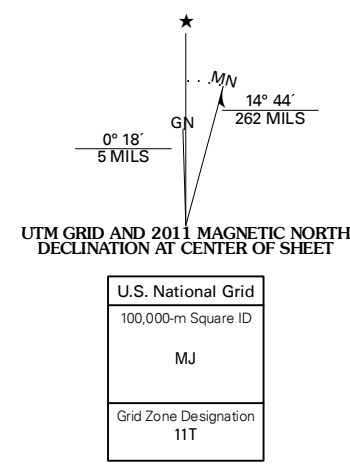 ★
MN
GN
14° 44´
262 MILS
0° 18´
5 MILS
UTM GRID AND 2011 MAGNETIC NORTH
DECLINATION AT CENTER OF SHEET
U.S. National Grid
100,000-m Square ID
MJ
Grid Zone Designation
11T